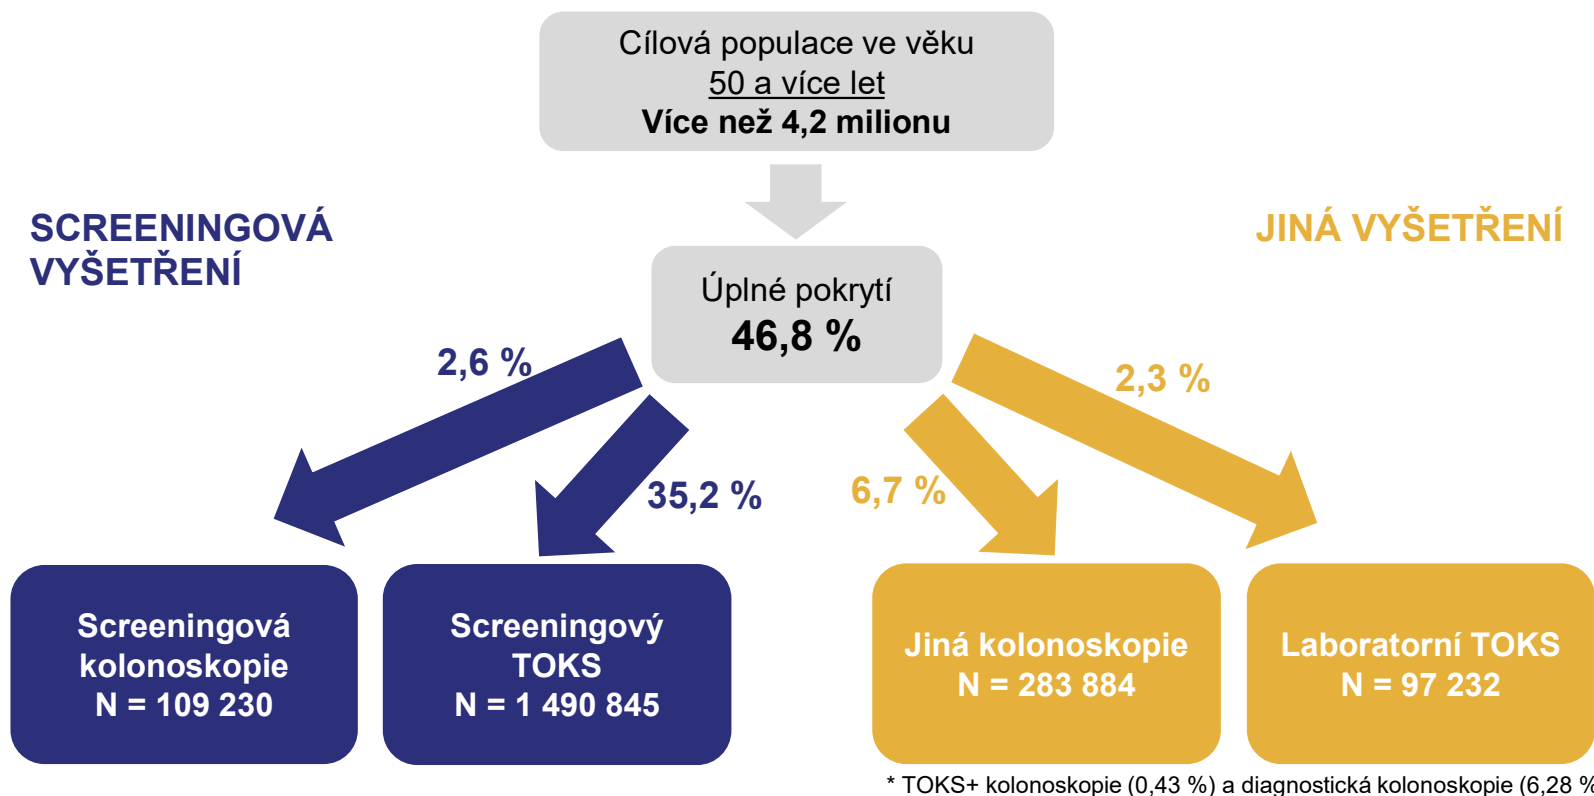 Cílová populace ve věku
50 a více let
Více než 4,2 milionu
SCREENINGOVÁ
VYŠETŘENÍ
JINÁ VYŠETŘENÍ
Úplné pokrytí
46,8 %
2,6 %
35,2 %
6,7 %
2,3 %
Screeningová
kolonoskopie
N = 109 230
Screeningový
TOKS
N = 1 490 845
Jiná kolonoskopie
N = 283 884
Laboratorní TOKS
N = 97 232
* TOKS+ kolonoskopie (0,43 %) a diagnostická kolonoskopie (6,28 %